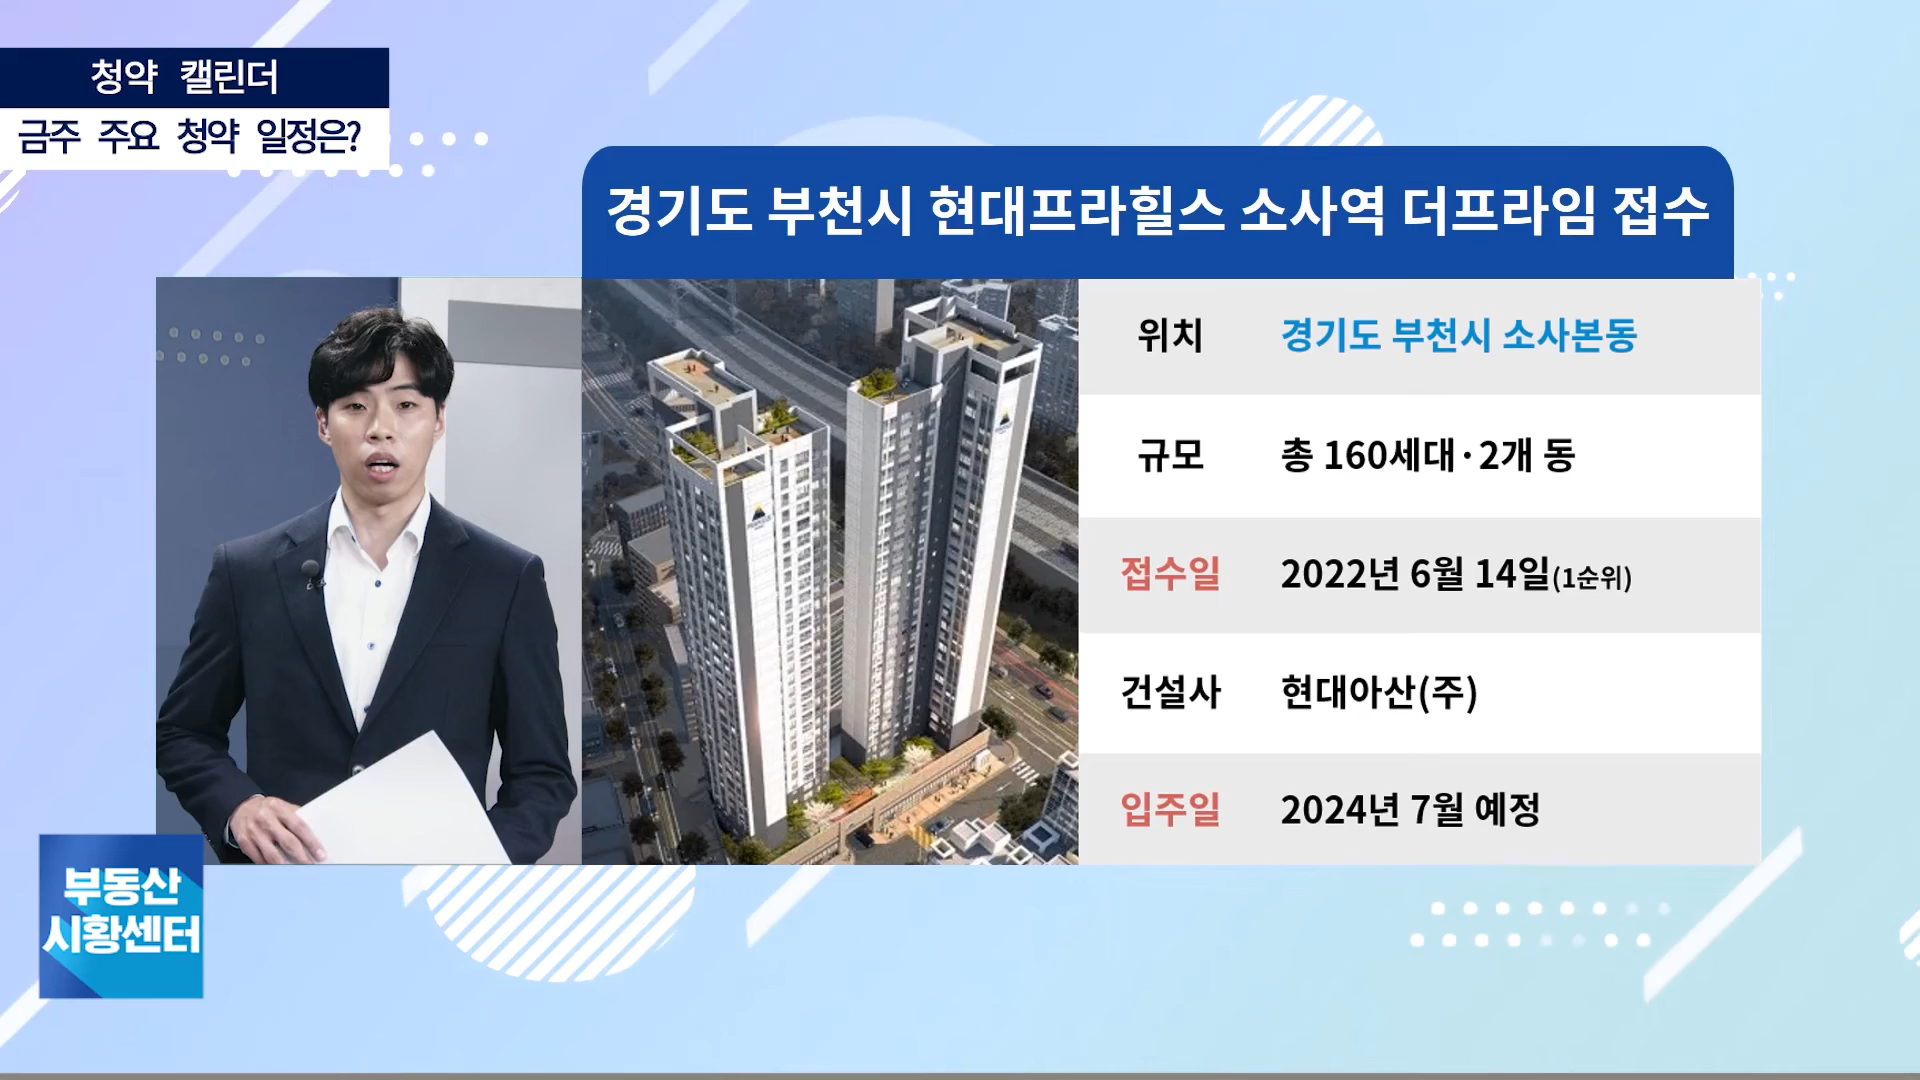 청약 캘린더
금주 주요 청약 일정은?
경기도 부천시 현대프라힐스 소사역 더프라임 접수
위치 경기도 부천시 소사본동
규모 총 160세대·2개 동
접수일 2022년 6월 14일(1순위)
건설사 현대아산(주)
입주일 2024년 7월 예정
부동산
시황센터